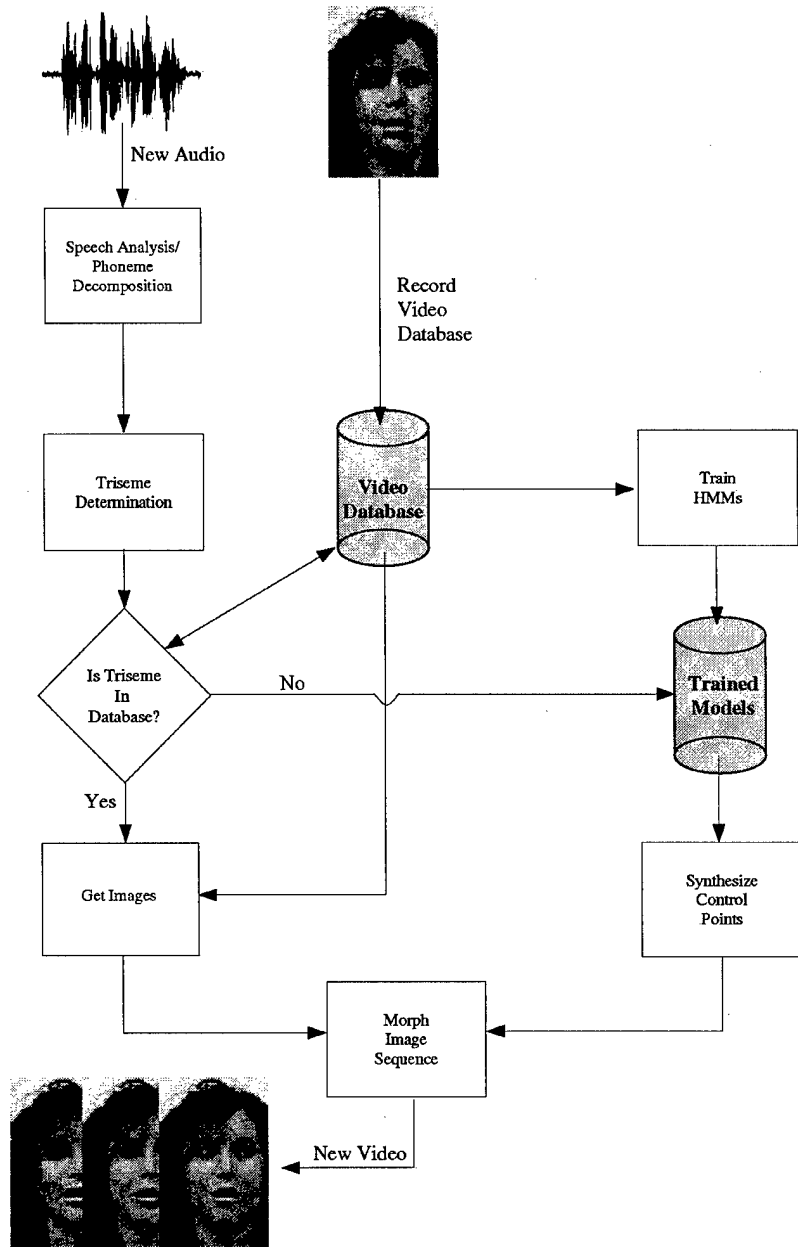 New Audio
Speech Analysis/
Phoneme
Decomposition
Record
Video
Database
Triseme
Determination
Video
Database
Train
HMMs
Is Triseme
In
Database?
No
Trained
Models
Yes
Get Images
Synthesize
Control
Points
Morph
Image
Sequence
New Video